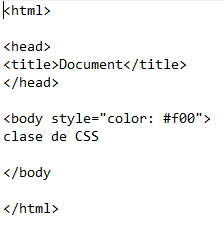 <html>
<head>
<title>Document</title>
</head>
<body style="color: #f00">
clase de CSS
</body
</html>